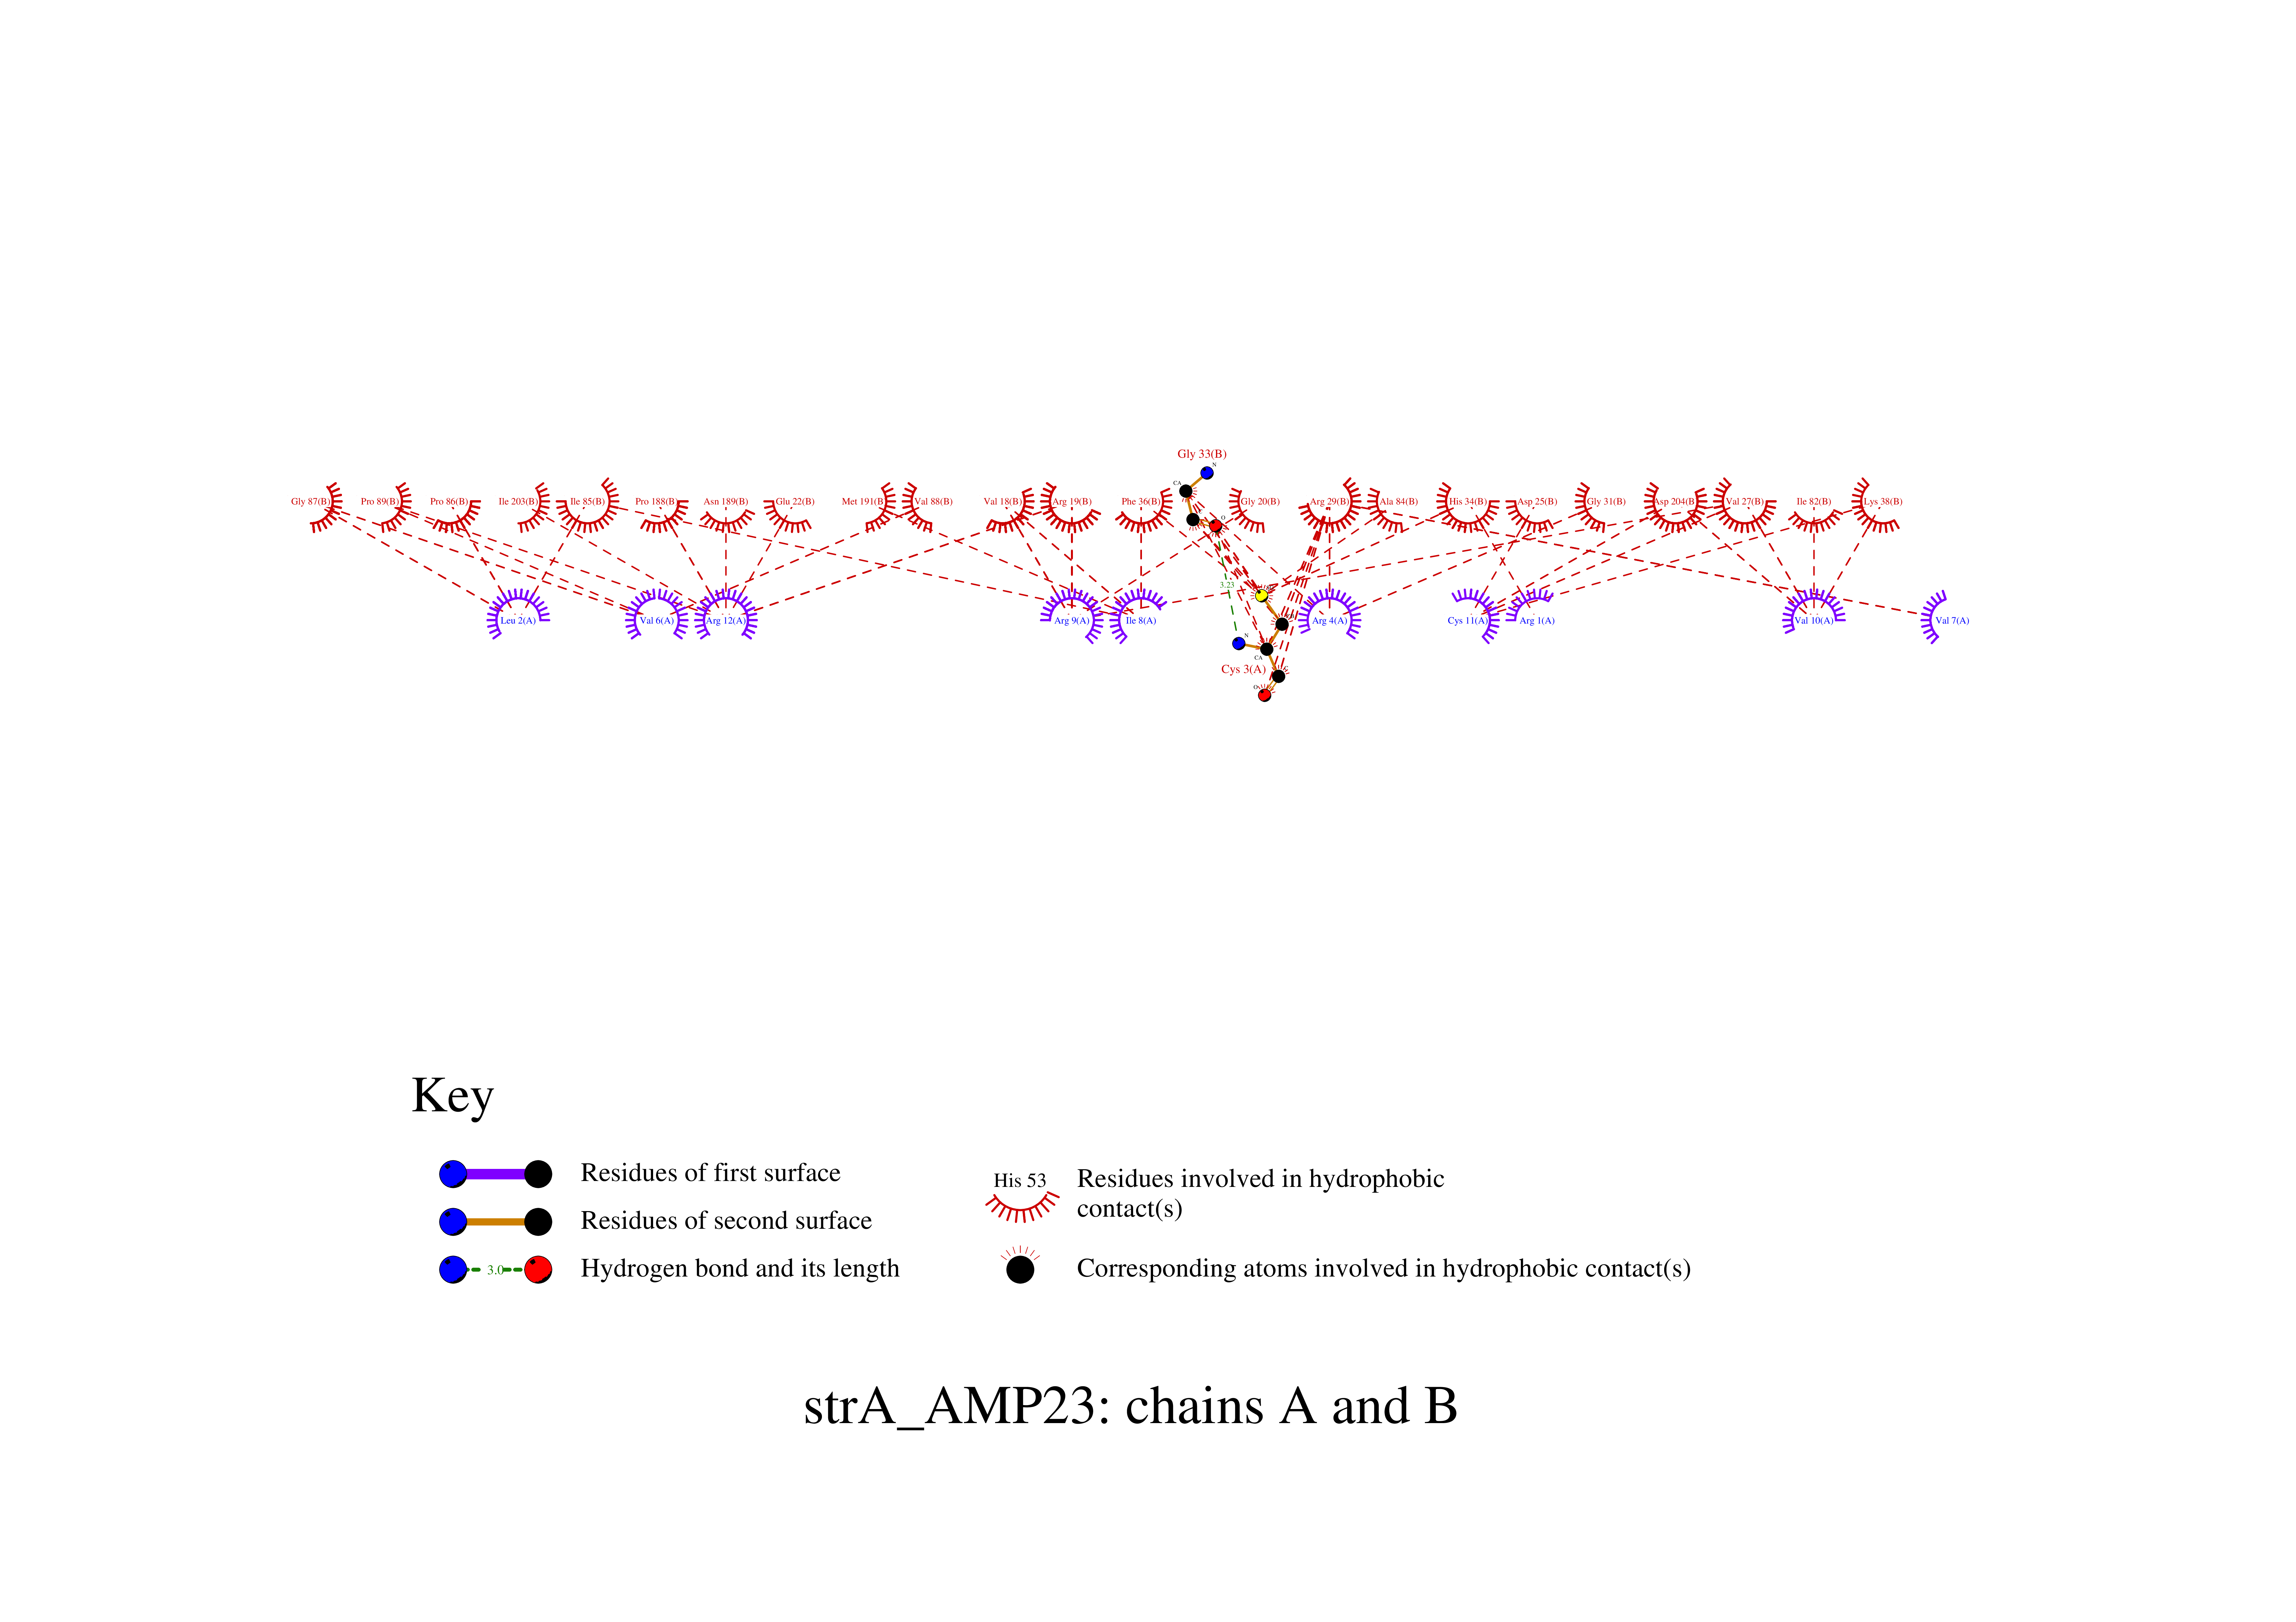 Gly 33(B)
N
CA
Gly 87(B) Pro 89(B) Pro 86(B) Ile 203(B) Ile 85(B) Pro 188(B) Asn 189(B) Glu 22(B) Met 191(B) Val 88(B) Val 18(B) Arg 19(B) Phe 36(B) Gly 20(B) Arg 29(B) Ala 84(B) His 34(B) Asp 25(B) Gly 31(B) Asp 204(B) Val 27(B) Ile 82(B) Lys 38(B)
O
3.23
Leu 2(A) Val 6(A) Arg 12(A) Arg 9(A) Ile 8(A) Arg 4(A) Cys 11(A) Arg 1(A) Val 10(A) Val 7(A)
N
CA
Cys 3(A)
O
Key
Residues of first surface
Residues of second surface
3.0 Hydrogen bond and its length
His 53 Residues involved in hydrophobic
contact(s)
Corresponding atoms involved in hydrophobic contact(s)
strA_AMP23: chains A and B